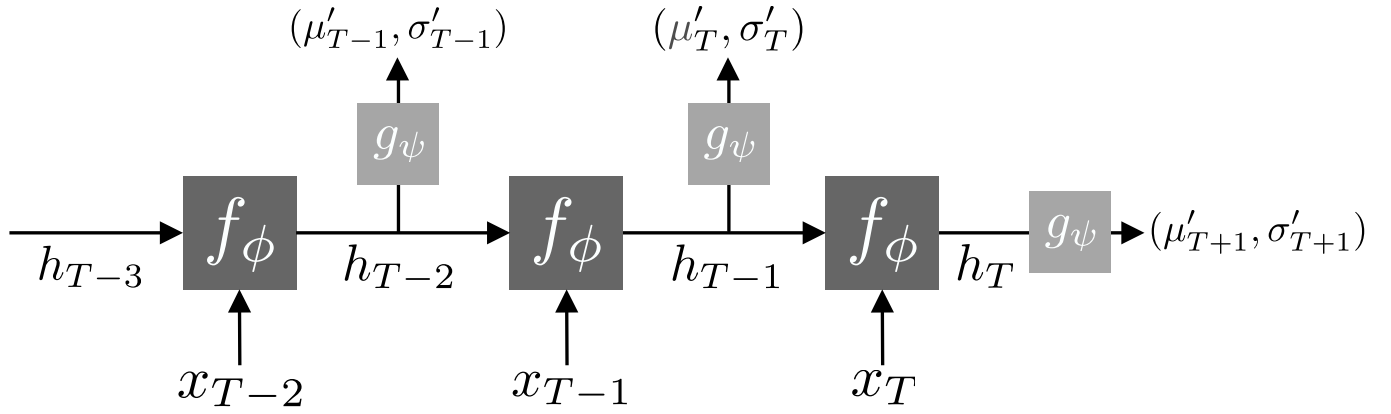 (μ′_{T−1}, σ′_{T−1}) (μ′_T, σ′_T)
g_ψ g_ψ
f_ϕ f_ϕ f_ϕ g_ψ (μ′_{T+1}, σ′_{T+1})
h_{T−3} h_{T−2} h_{T−1} h_T
x_{T−2} x_{T−1} x_T